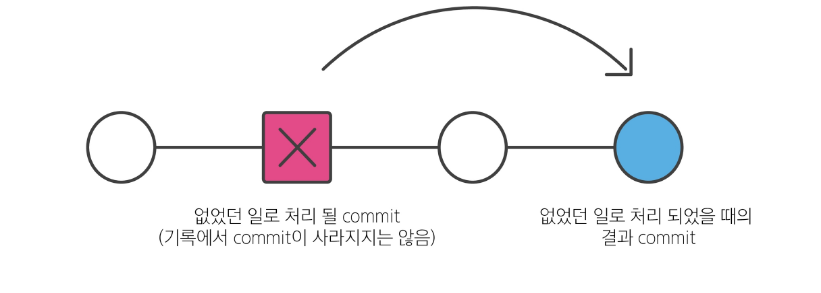 없었던 일로 처리 될 commit
(기록에서 commit이 사라지지는 않음)
없었던 일로 처리 되었을 때의
결과 commit